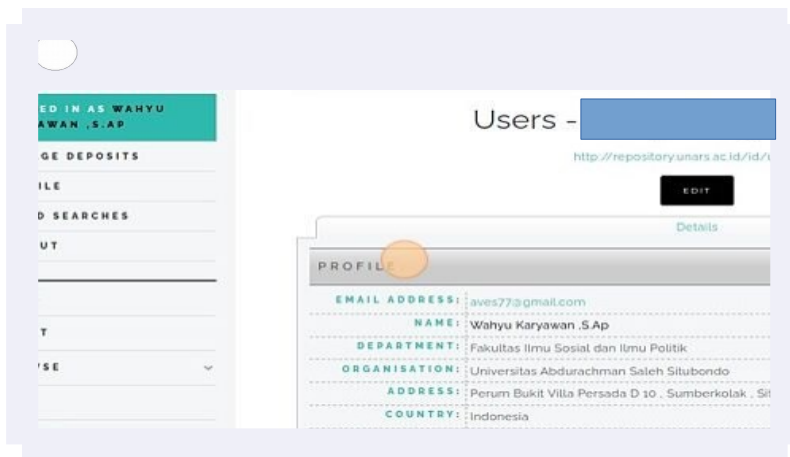 ED IN AS WAHYU
AWAN ,S.AP
GE DEPOSITS
ILE
D SEARCHES
UT
T
SE
Users -
http://repository.unars.ac.id/id/
EDIT
Details
PROFILE
EMAIL ADDRESS: aves77@gmail.com
NAME: Wahyu Karyawan ,S.Ap
DEPARTMENT: Fakultas Ilmu Sosial dan Ilmu Politik
ORGANISATION: Universitas Abdurachman Saleh Situbondo
ADDRESS: Perum Bukit Villa Persada D 10 , Sumberkolak ,
COUNTRY: Indonesia